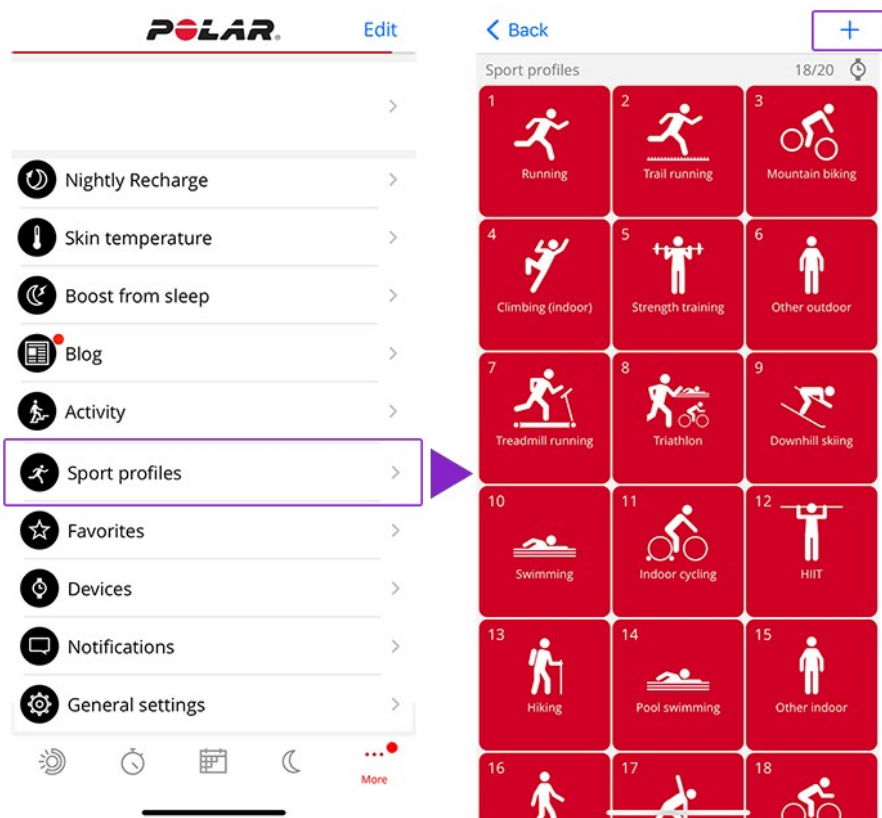 POLAR. Edit
Nightly Recharge
Skin temperature
Boost from sleep
Blog
Activity
Sport profiles
Favorites
Devices
Notifications
General settings
More
Back
Sport profiles 18/20
1 2 3
Running Trail running Mountain biking
4 5 6
Climbing (indoor) Strength training Other outdoor
7 8 9
Treadmill running Triathlon Downhill skiing
10 11 12
Swimming Indoor cycling HIIT
13 14 15
Hiking Pool swimming Other indoor
16 17 18